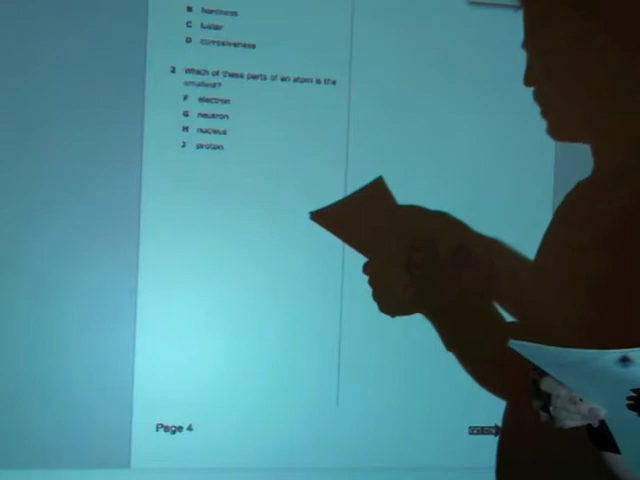 B hardness
C luster
D corrosiveness
2 Which of these parts of an atom is the
smallest?
F electron
G neutron
H nucleus
J proton
Page 4